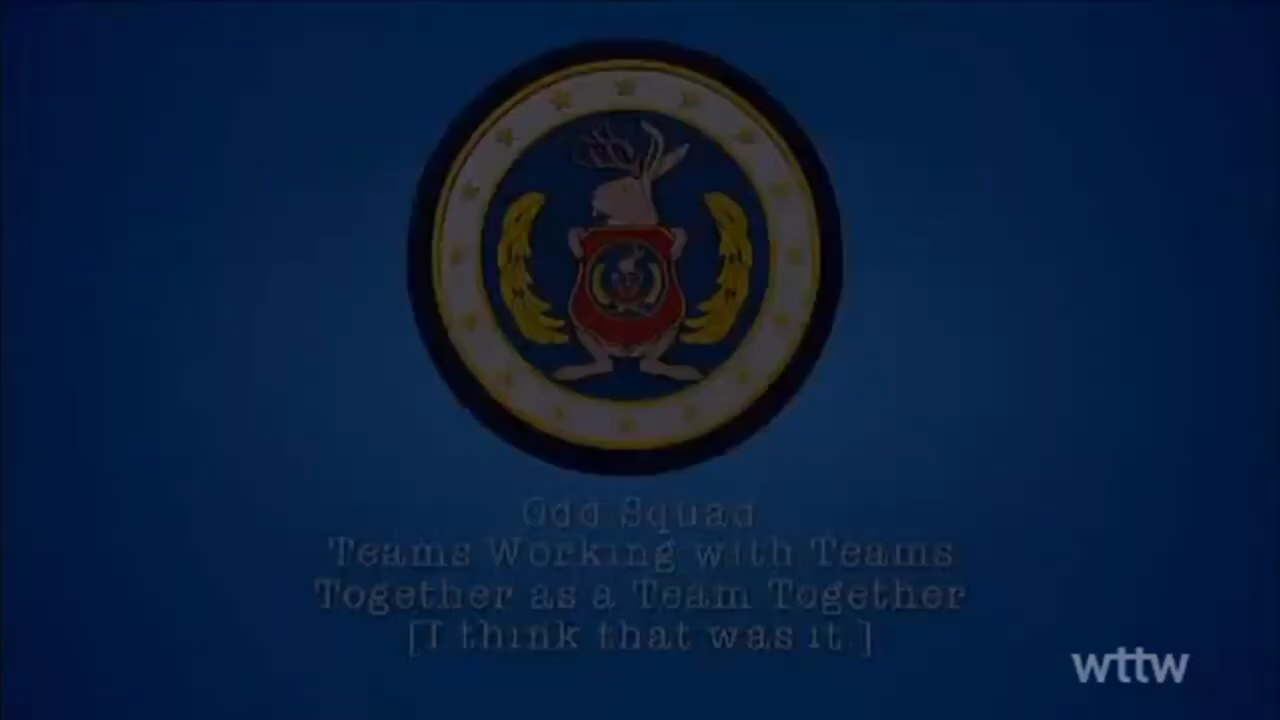 Odd Squad
Teams Working with Teams
Together as a Team Together
[I think that was it.]
wttw